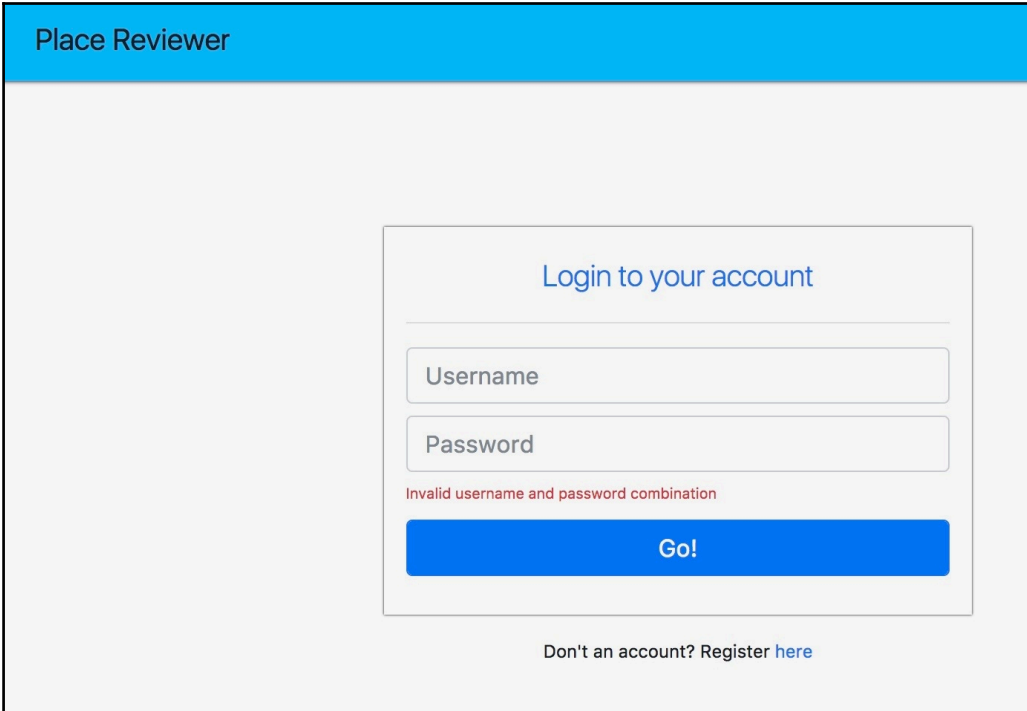 Place Reviewer
Login to your account
Username
Password
Invalid username and password combination
Go!
Don't an account? Register here